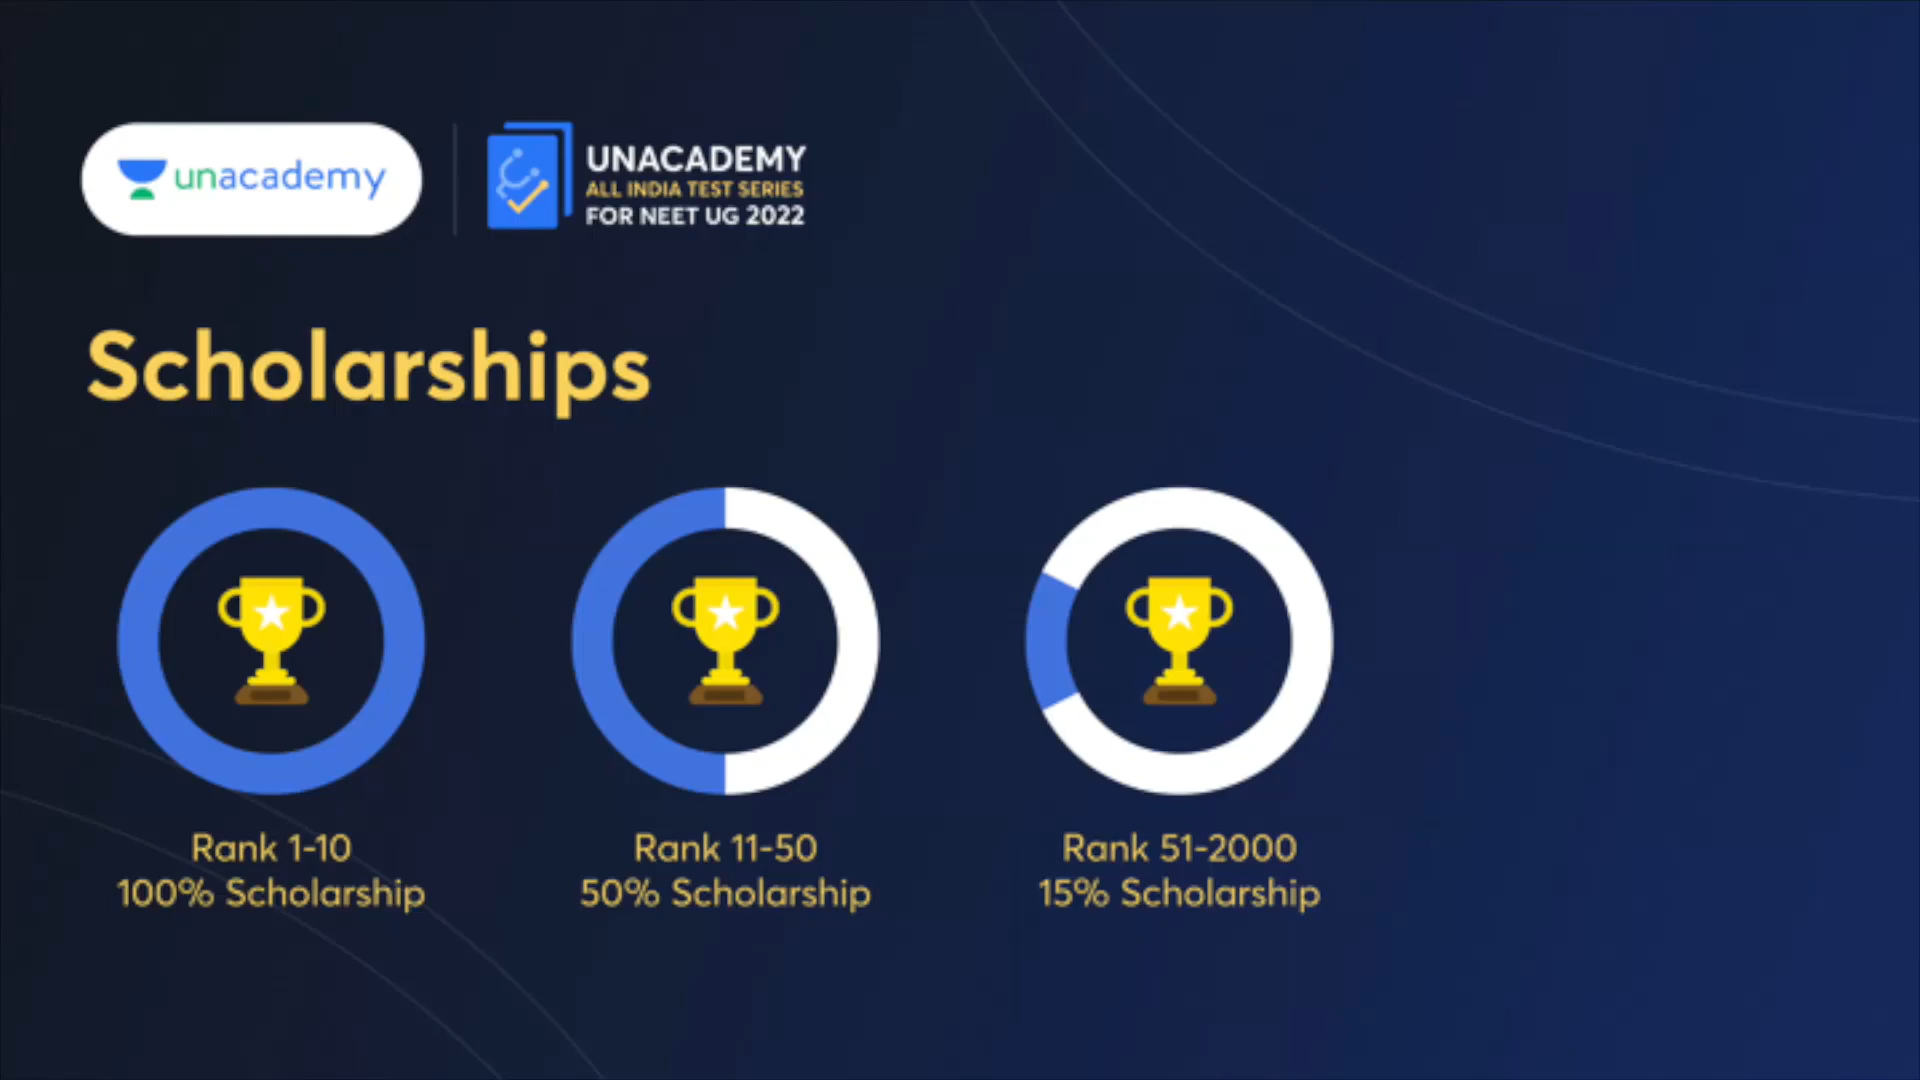 unacademy
UNACADEMY
ALL INDIA TEST SERIES
FOR NEET UG 2022
Scholarships
Rank 1-10
100% Scholarship
Rank 11-50
50% Scholarship
Rank 51-2000
15% Scholarship